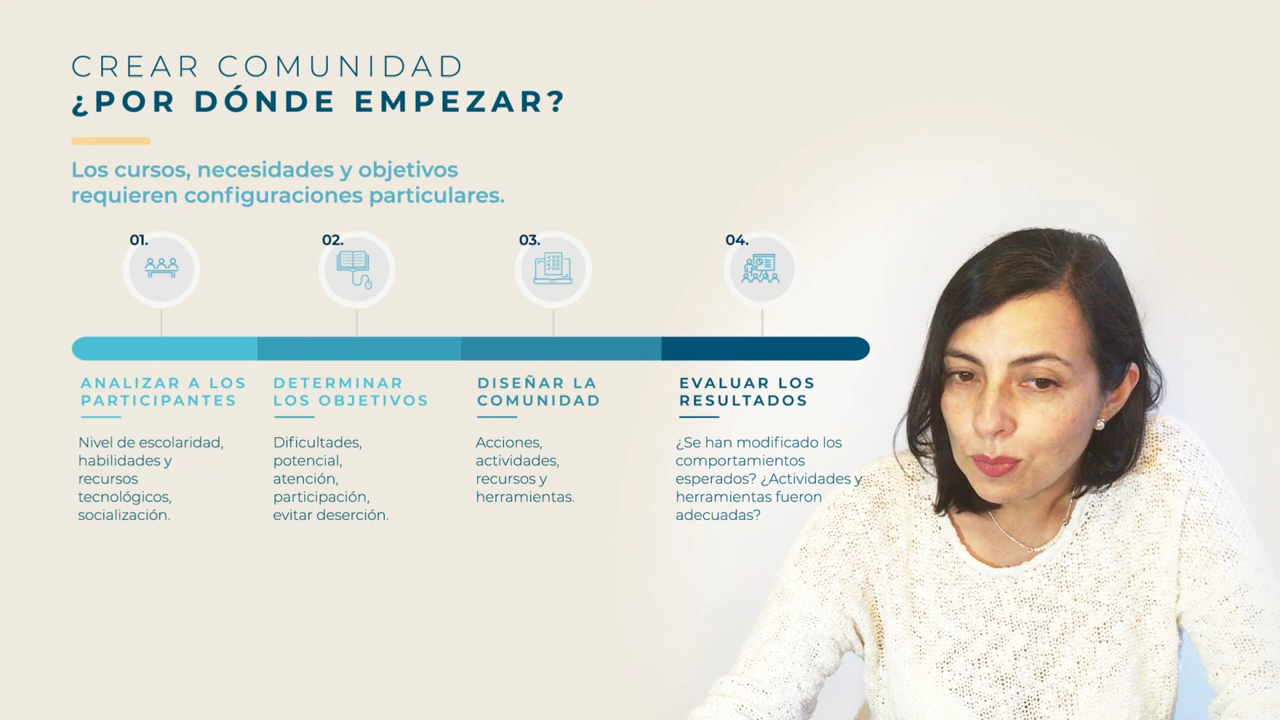 CREAR COMUNIDAD
¿POR DÓNDE EMPEZAR?
Los cursos, necesidades y objetivos
requieren configuraciones particulares.
01.
02.
03.
04.
ANALIZAR A LOS
PARTICIPANTES
Nivel de escolaridad,
habilidades y
recursos
tecnológicos,
socialización.
DETERMINAR
LOS OBJETIVOS
Dificultades,
potencial,
atención,
participación,
evitar deserción.
DISEÑAR LA
COMUNIDAD
Acciones,
actividades,
recursos y
herramientas.
EVALUAR LOS
RESULTADOS
¿Se han modificado los
comportamientos
esperados? ¿Actividades y
herramientas fueron
adecuadas?